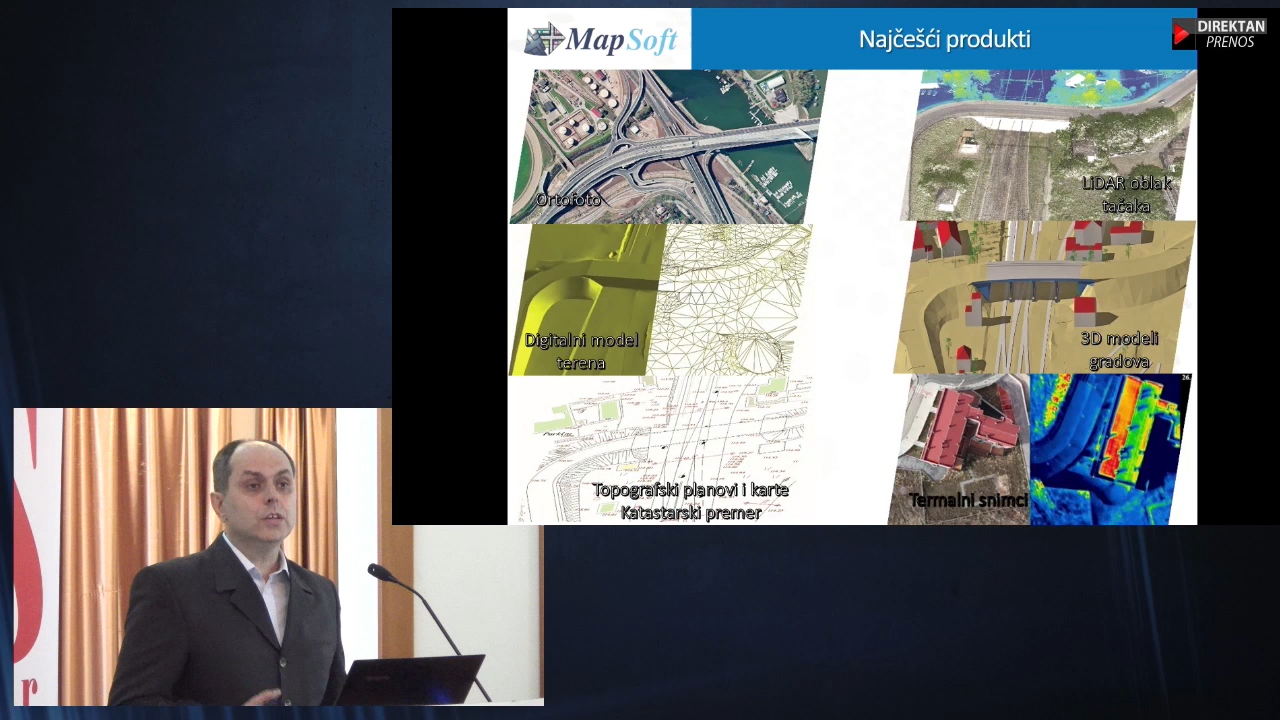 MapSoft
Najčešći produkti
DIREKTAN
PRENOS
Ortofoto
LiDAR oblak
tačaka
Digitalni model
terena
3D modeli
gradova
Topografski planovi i karte
Katastarski premer
Termalni snimci
26.
Parking
S
r